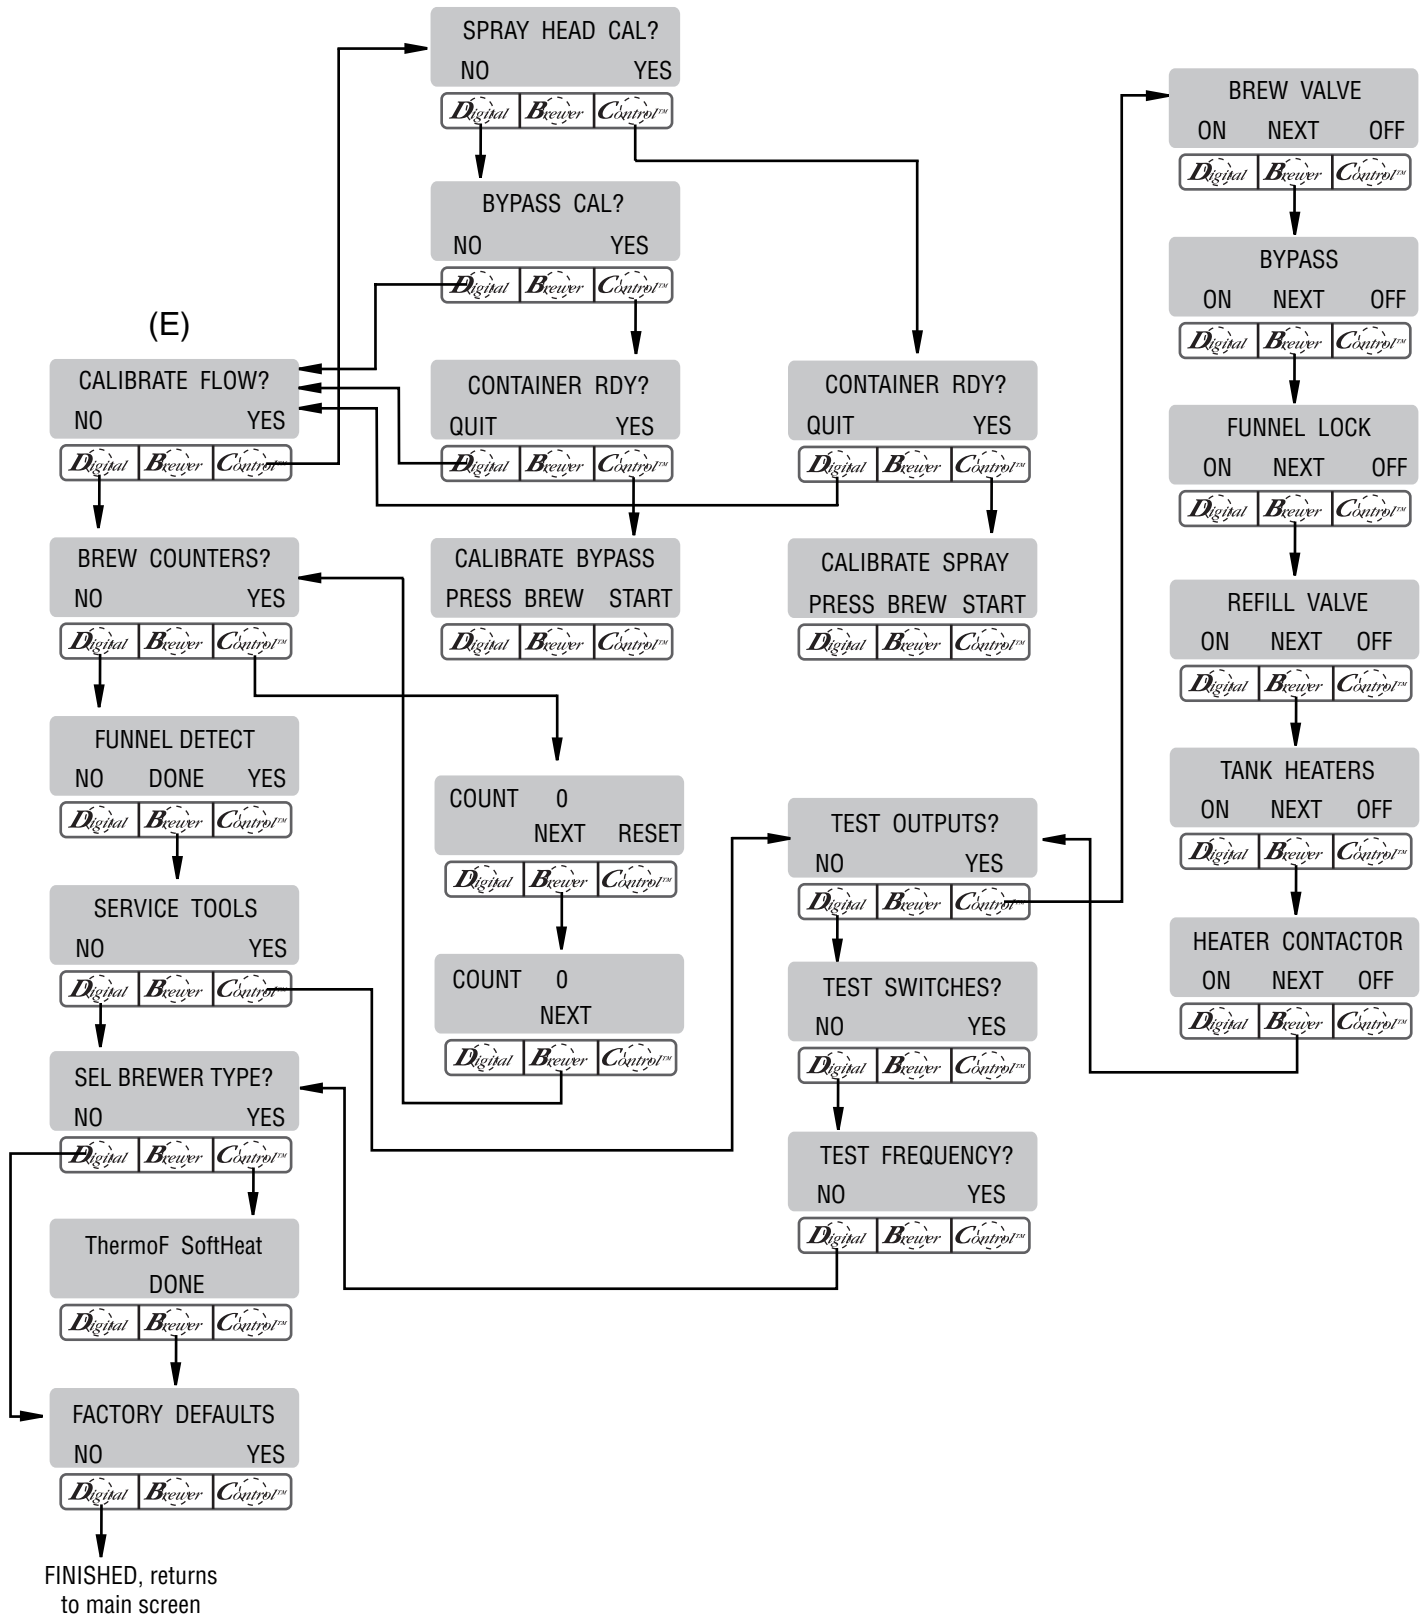 SPRAY HEAD CAL?
NO YES
Digital Brewer Control™
BYPASS CAL?
NO YES
Digital Brewer Control™
(E)
CALIBRATE FLOW?
NO YES
Digital Brewer Control™
CONTAINER RDY?
QUIT YES
Digital Brewer Control™
CONTAINER RDY?
QUIT YES
Digital Brewer Control™
BREW COUNTERS?
NO YES
Digital Brewer Control™
CALIBRATE BYPASS
PRESS BREW START
Digital Brewer Control™
CALIBRATE SPRAY
PRESS BREW START
Digital Brewer Control™
FUNNEL DETECT
NO DONE YES
Digital Brewer Control™
COUNT 0
NEXT RESET
Digital Brewer Control™
COUNT 0
NEXT
Digital Brewer Control™
SERVICE TOOLS
NO YES
Digital Brewer Control™
SEL BREWER TYPE?
NO YES
Digital Brewer Control™
ThermoF SoftHeat
DONE
Digital Brewer Control™
FACTORY DEFAULTS
NO YES
Digital Brewer Control™
FINISHED, returns
to main screen
TEST OUTPUTS?
NO YES
Digital Brewer Control™
TEST SWITCHES?
NO YES
Digital Brewer Control™
TEST FREQUENCY?
NO YES
Digital Brewer Control™
BREW VALVE
ON NEXT OFF
Digital Brewer Control™
BYPASS
ON NEXT OFF
Digital Brewer Control™
FUNNEL LOCK
ON NEXT OFF
Digital Brewer Control™
REFILL VALVE
ON NEXT OFF
Digital Brewer Control™
TANK HEATERS
ON NEXT OFF
Digital Brewer Control™
HEATER CONTACTOR
ON NEXT OFF
Digital Brewer Control™